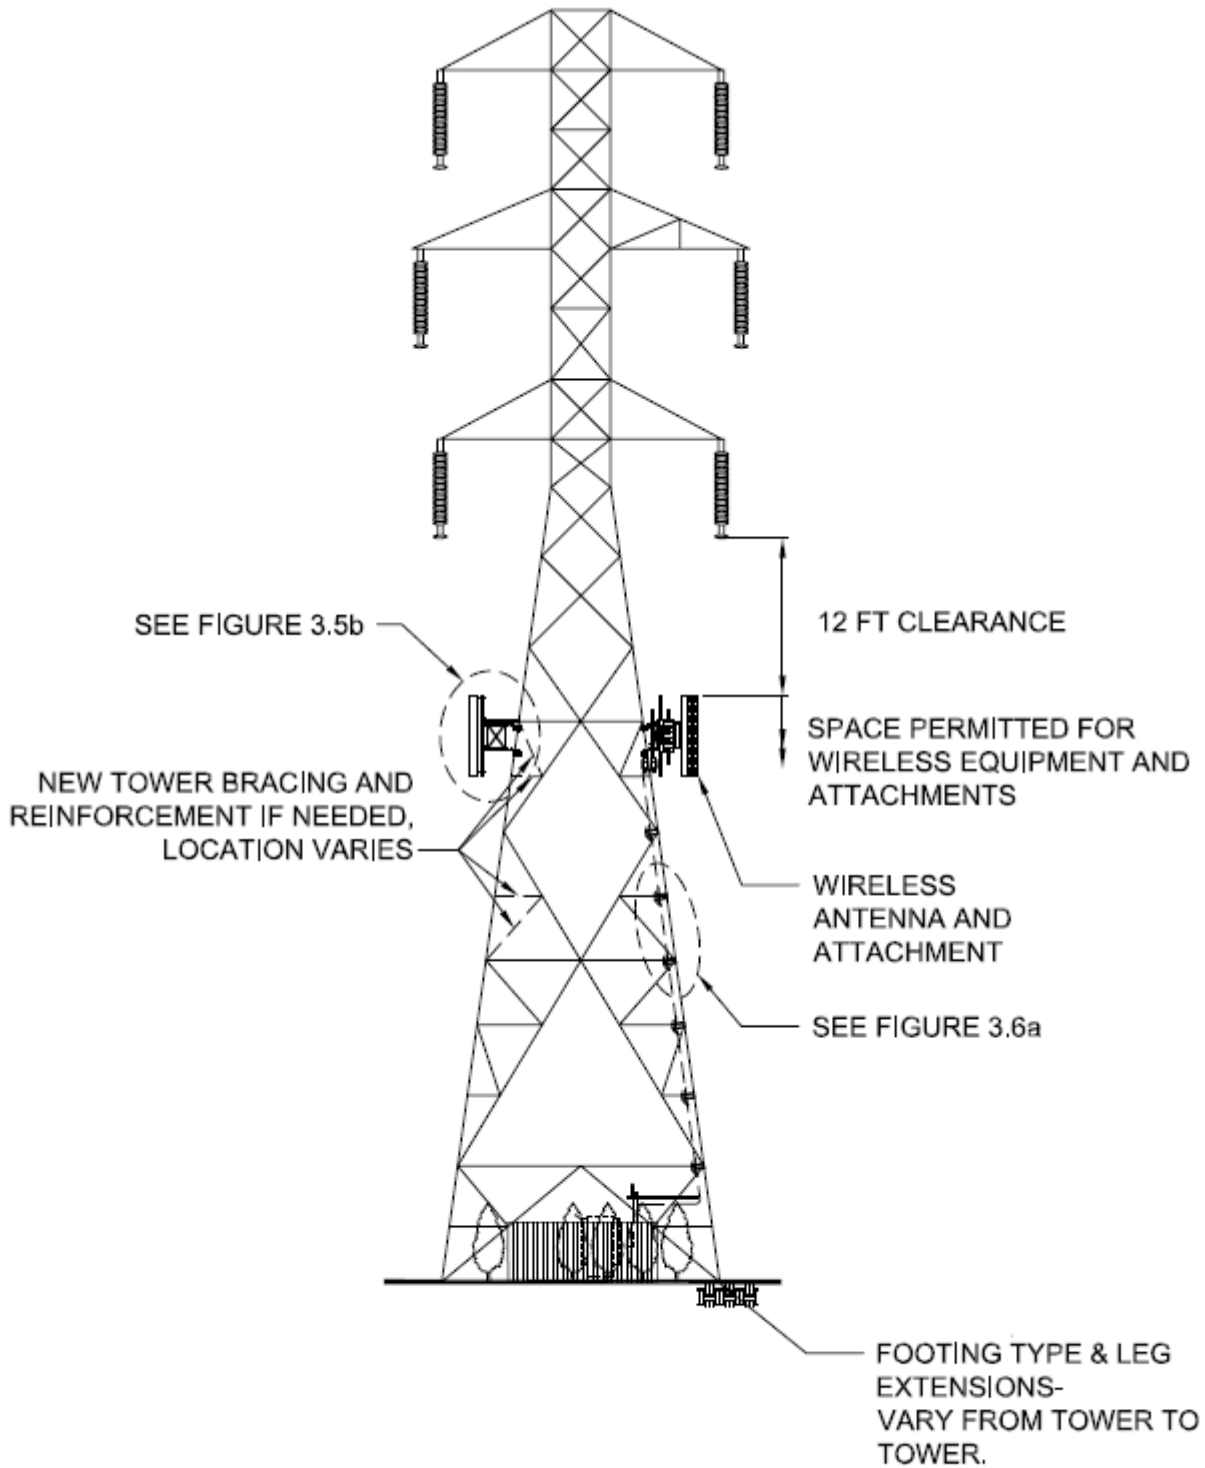 SEE FIGURE 3.5b
12 FT CLEARANCE
SPACE PERMITTED FOR
WIRELESS EQUIPMENT AND
ATTACHMENTS
NEW TOWER BRACING AND
REINFORCEMENT IF NEEDED,
LOCATION VARIES
WIRELESS
ANTENNA AND
ATTACHMENT
SEE FIGURE 3.6a
FOOTING TYPE & LEG
EXTENSIONS-
VARY FROM TOWER TO
TOWER.